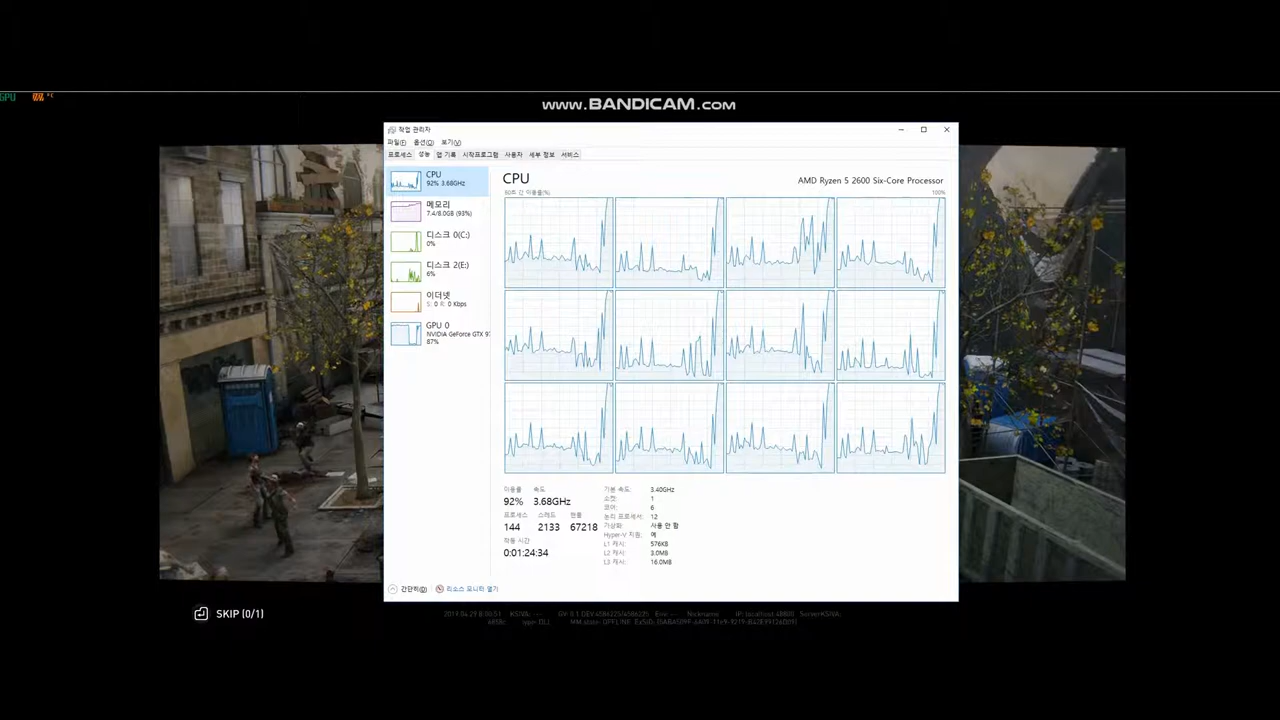 GPU
www.BANDICAM.com
작업 관리자
파일(F) 옵션(O) 보기(V)
프로세스 성능 앱 기록 시작프로그램 사용자 세부 정보 서비스
CPU
92% 3.68GHz
메모리
7.4/8.0GB (93%)
디스크 0(C:)
0%
디스크 2(E:)
6%
이더넷
S: 0 R: 0 Kbps
GPU 0
NVIDIA GeForce GTX 97
87%
CPU
AMD Ryzen 5 2600 Six-Core Processor
60초 간 이용률(%)
100%
이용률 속도
92% 3.68GHz
프로세스 스레드 핸들
144 2133 67218
작동 시간
0:01:24:34
기본 속도: 3.40GHz
소켓: 1
코어: 6
논리 프로세서: 12
가상화: 사용 안 함
Hyper-V 지원: 예
L1 캐시: 576KB
L2 캐시: 3.0MB
L3 캐시: 16.0MB
간단히(D) 리소스 모니터 열기
SKIP [0/1]